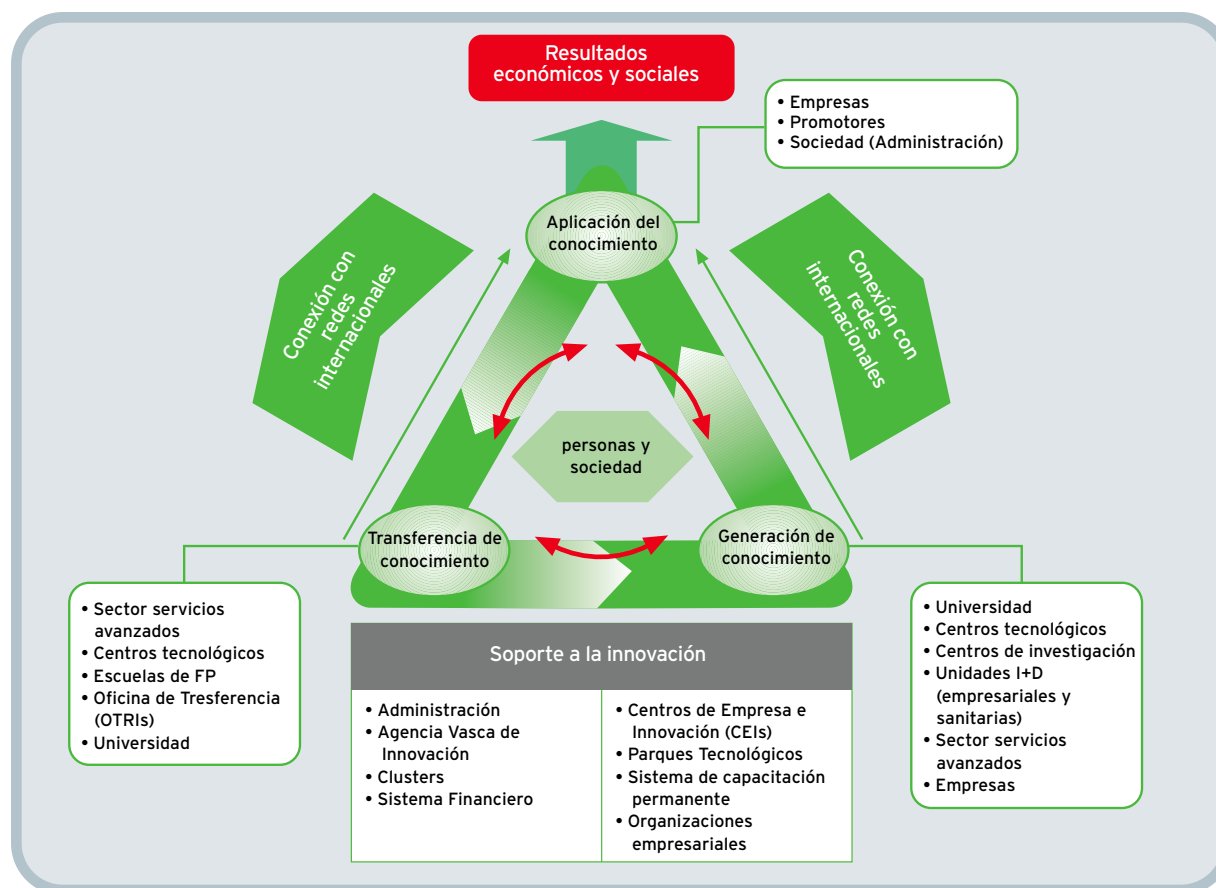 Resultados
económicos y sociales
• Empresas
• Promotores
• Sociedad (Administración)
Aplicación del
conocimiento
Conexión con
redes
internacionales
Conexión con
redes
internacionales
personas y
sociedad
Transferencia de
conocimiento
Generación de
conocimiento
• Sector servicios
avanzados
• Centros tecnológicos
• Escuelas de FP
• Oficina de Tresferencia
(OTRIs)
• Universidad
Soporte a la innovación
• Administración
• Agencia Vasca de
Innovación
• Clusters
• Sistema Financiero
• Centros de Empresa e
Innovación (CEIs)
• Parques Tecnológicos
• Sistema de capacitación
permanente
• Organizaciones
empresariales
• Universidad
• Centros tecnológicos
• Centros de investigación
• Unidades I+D
(empresariales y
sanitarias)
• Sector servicios
avanzados
• Empresas